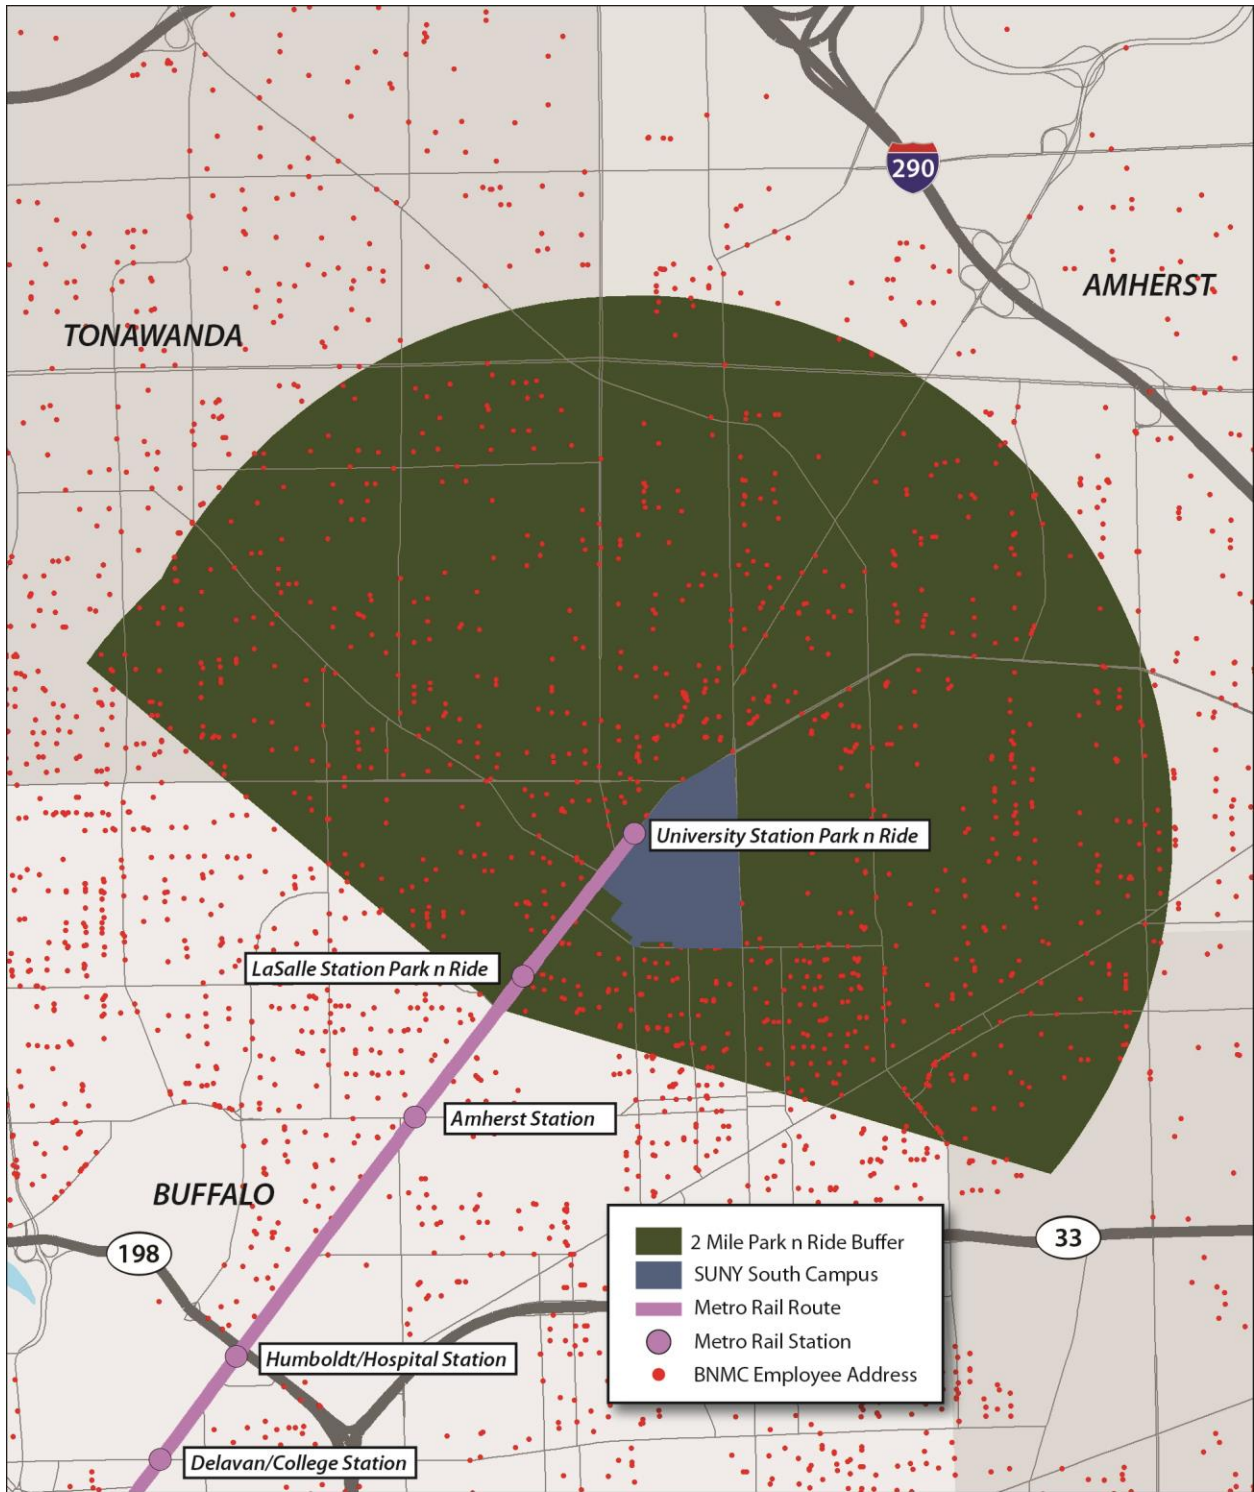 290
AMHERST
TONAWANDA
University Station Park n Ride
LaSalle Station Park n Ride
Amherst Station
BUFFALO
198
33
2 Mile Park n Ride Buffer
SUNY South Campus
Metro Rail Route
Metro Rail Station
BNMC Employee Address
Humboldt/Hospital Station
Delavan/College Station